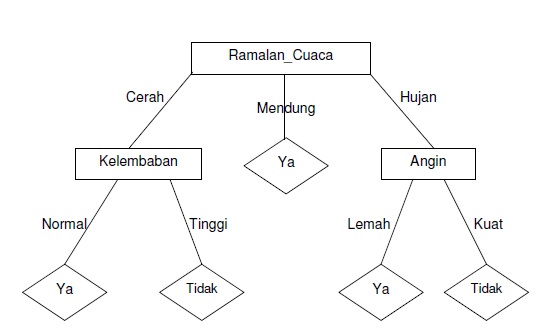 Ramalan_Cuaca
Cerah
Mendung
Hujan
Kelembaban
Ya
Angin
Normal
Tinggi
Lemah
Kuat
Ya
Tidak
Ya
Tidak